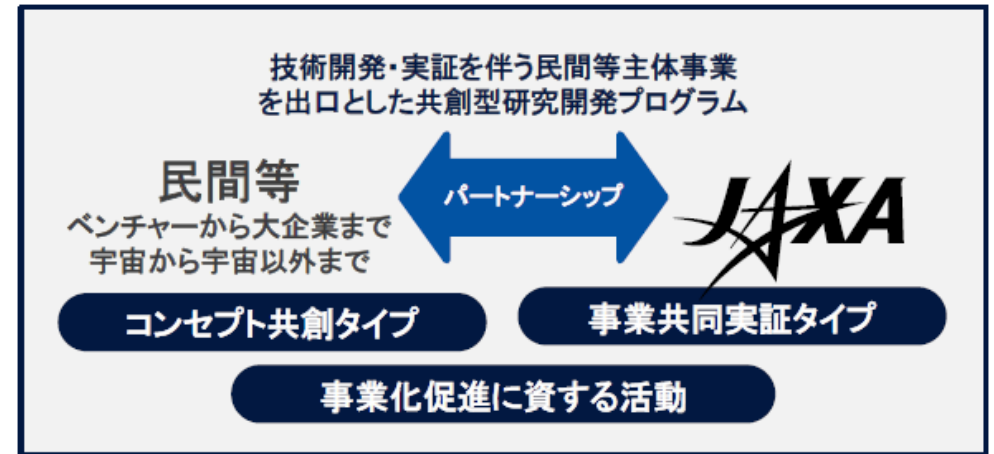 技術開発・実証を伴う民間等主体事業
を出口とした共創型研究開発プログラム
民間等
ベンチャーから大企業まで
宇宙から宇宙以外まで
パートナーシップ
JAXA
コンセプト共創タイプ
事業共同実証タイプ
事業化促進に資する活動